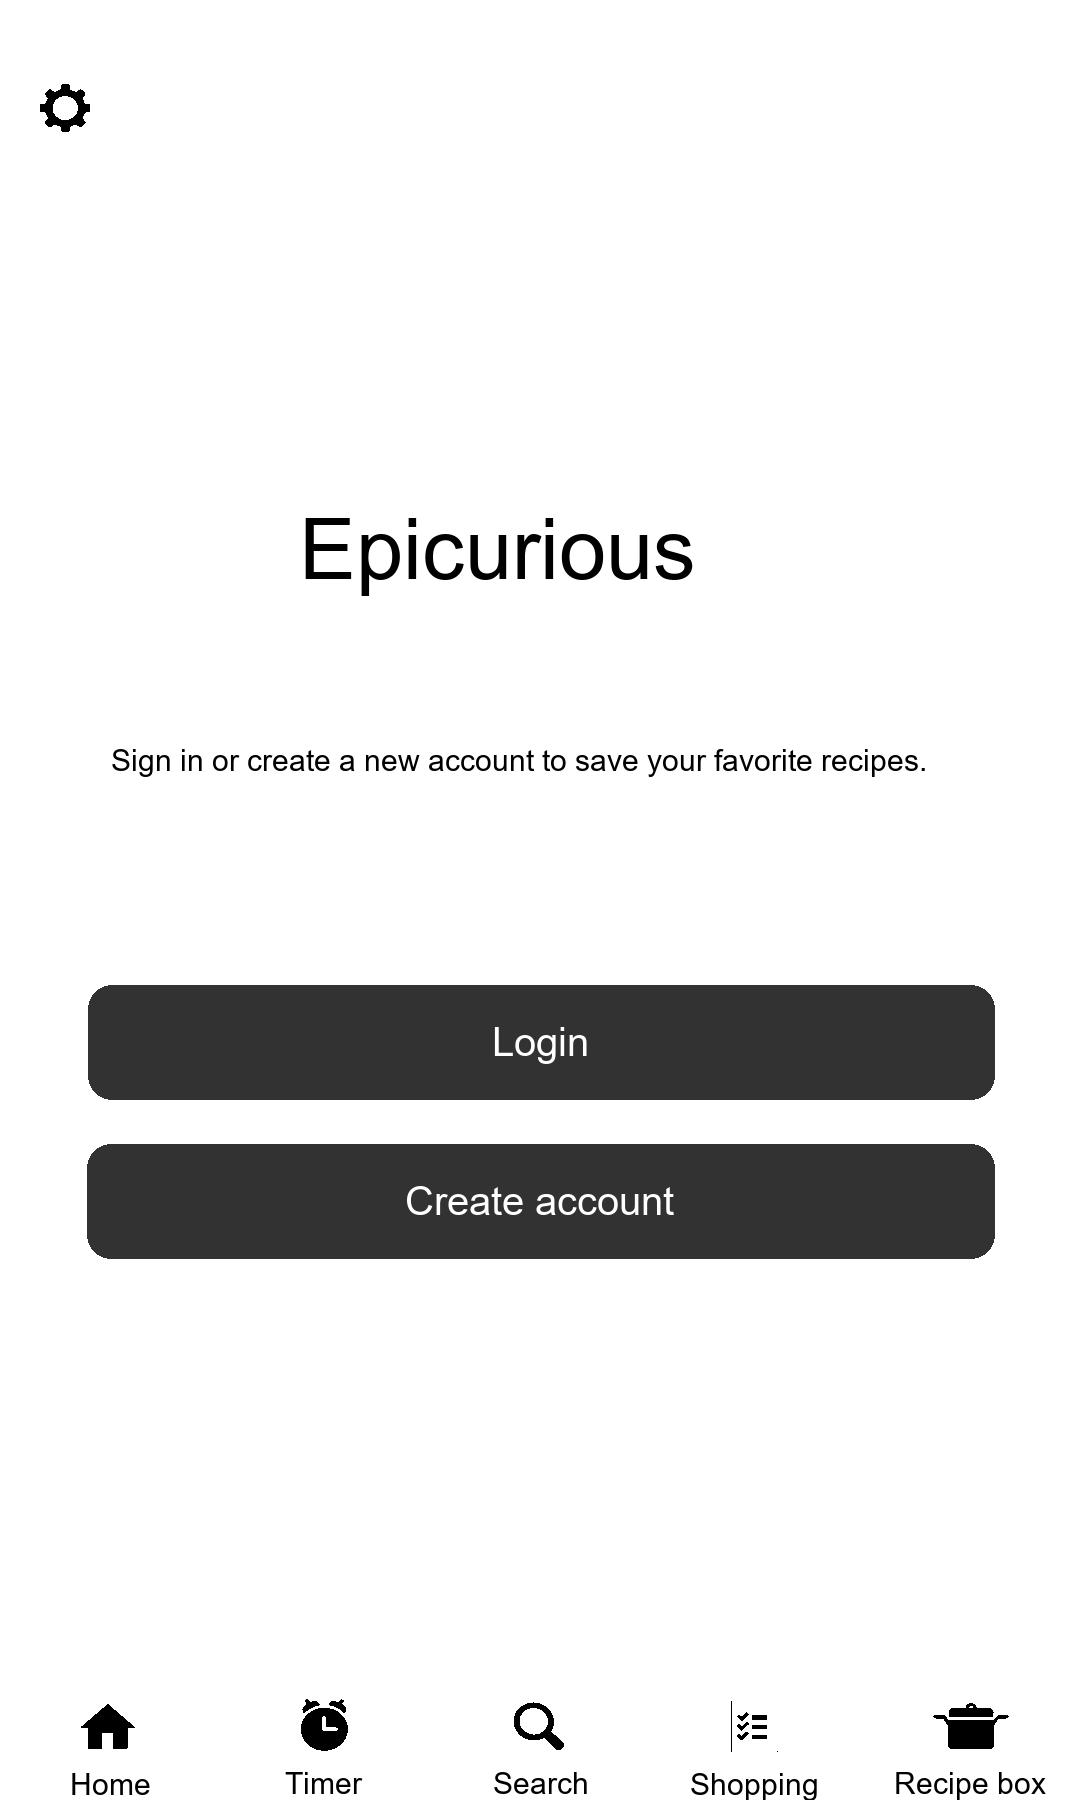 Epicurious
Sign in or create a new account to save your favorite recipes.
Login
Create account
Home
Timer
Search
Shopping
Recipe box